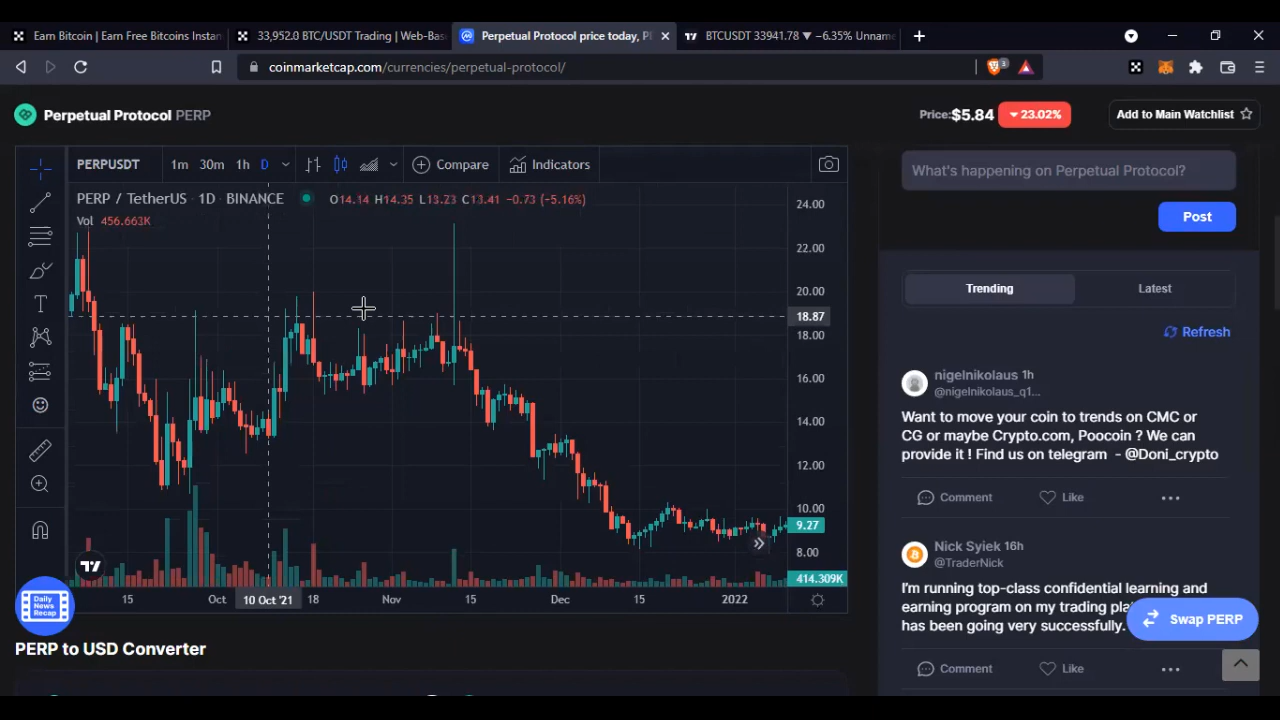 Earn Bitcoin | Earn Free Bitcoins Instan
33,952.0 BTC/USDT Trading | Web-Base
Perpetual Protocol price today, PE
BTCUSDT 33941.78 ▼ −6.35% Unname
coinmarketcap.com/currencies/perpetual-protocol/
Perpetual Protocol PERP
Price: $5.84 ▼ 23.02%
Add to Main Watchlist
PERPUSDT 1m 30m 1h D Compare Indicators
PERP / TetherUS · 1D · BINANCE O14.14 H14.35 L13.23 C13.41 −0.73 (−5.16%)
Vol 456.663K
24.00
22.00
20.00
18.87
18.00
16.00
14.00
12.00
10.00
9.27
8.00
414.309K
15 Oct 10 Oct '21 18 Nov 15 Dec 15 2022
Daily
News
Recap
PERP to USD Converter
What's happening on Perpetual Protocol?
Post
Trending Latest
Refresh
nigelnikolaus 1h
@nigelnikolaus_q1...
Want to move your coin to trends on CMC or
CG or maybe Crypto.com, Poocoin ? We can
provide it ! Find us on telegram - @Doni_crypto
Comment Like
Nick Syiek 16h
@TraderNick
I'm running top-class confidential learning and
earning program on my trading
has been going very successfully.
Swap PERP
Comment Like